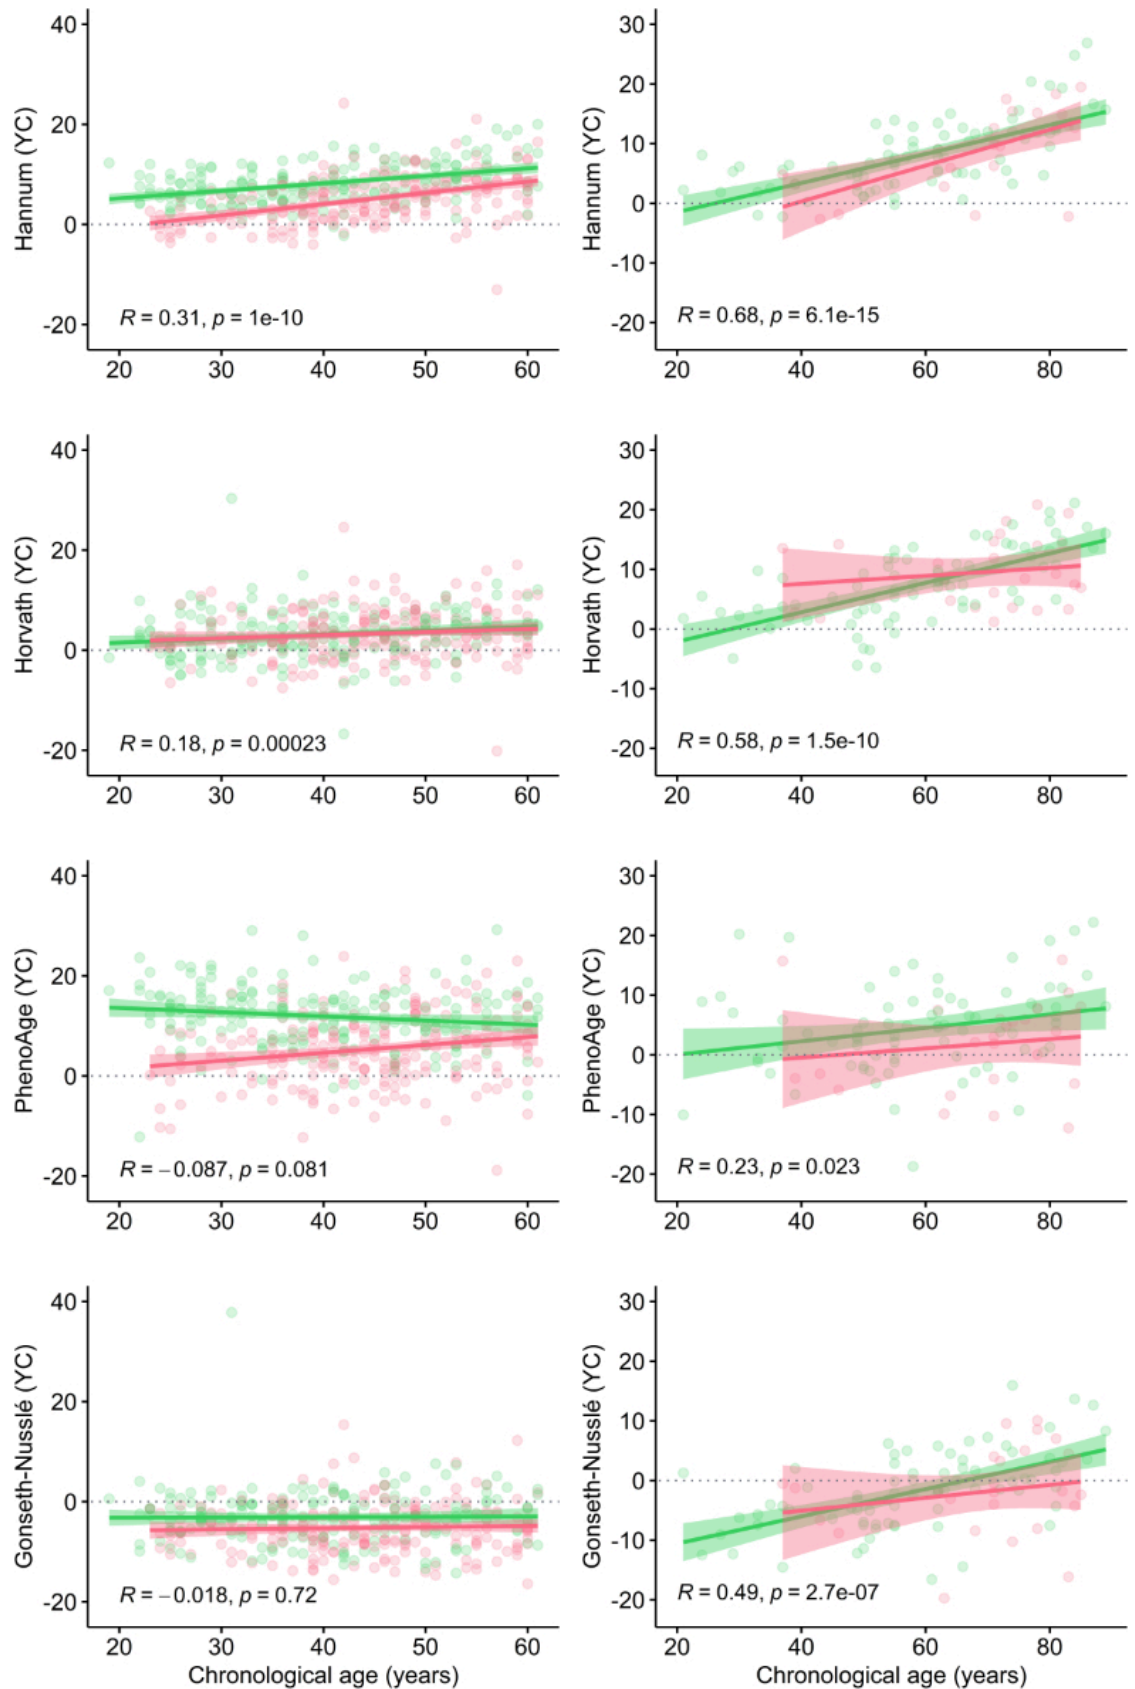 40
20
0
-20
Hannum (YC)
R = 0.31, p = 1e-10
20 30 40 50 60
30
20
10
0
-10
-20
Hannum (YC)
R = 0.68, p = 6.1e-15
20 40 60 80
40
20
0
-20
Horvath (YC)
R = 0.18, p = 0.00023
20 30 40 50 60
30
20
10
0
-10
-20
Horvath (YC)
R = 0.58, p = 1.5e-10
20 40 60 80
40
20
0
-20
PhenoAge (YC)
R = −0.087, p = 0.081
20 30 40 50 60
30
20
10
0
-10
-20
PhenoAge (YC)
R = 0.23, p = 0.023
20 40 60 80
40
20
0
-20
Gonseth-Nusslé (YC)
R = −0.018, p = 0.72
20 30 40 50 60
Chronological age (years)
30
20
10
0
-10
-20
Gonseth-Nusslé (YC)
R = 0.49, p = 2.7e-07
20 40 60 80
Chronological age (years)